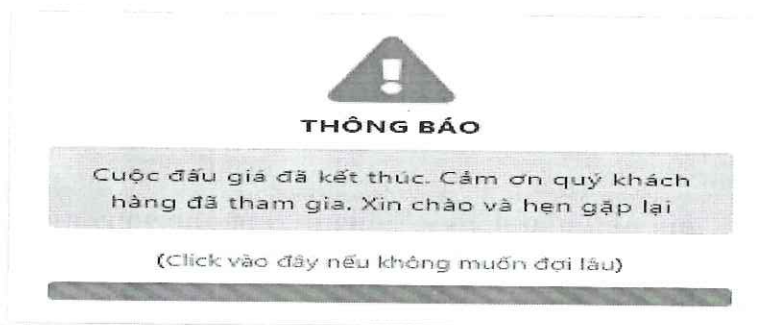 THÔNG BÁO
Cuộc đấu giá đã kết thúc. Cảm ơn quý khách
hàng đã tham gia. Xin chào và hẹn gặp lại
(Click vào đây nếu không muốn đợi lâu)